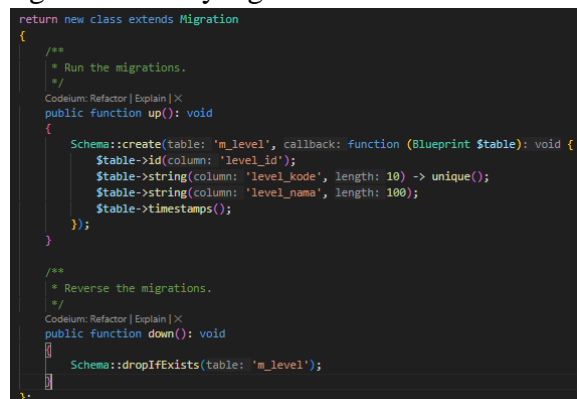 return new class extends Migration
{
    /**
     * Run the migrations.
     */
    Codeium: Refactor | Explain | ×
    public function up(): void
    {
        Schema::create(table: 'm_level', callback: function (Blueprint $table): void {
            $table->id(column: 'level_id');
            $table->string(column: 'level_kode', length: 10) -> unique();
            $table->string(column: 'level_nama', length: 100);
            $table->timestamps();
        });
    }

    /**
     * Reverse the migrations.
     */
    Codeium: Refactor | Explain | ×
    public function down(): void
    {
        Schema::dropIfExists(table: 'm_level');
    }
};